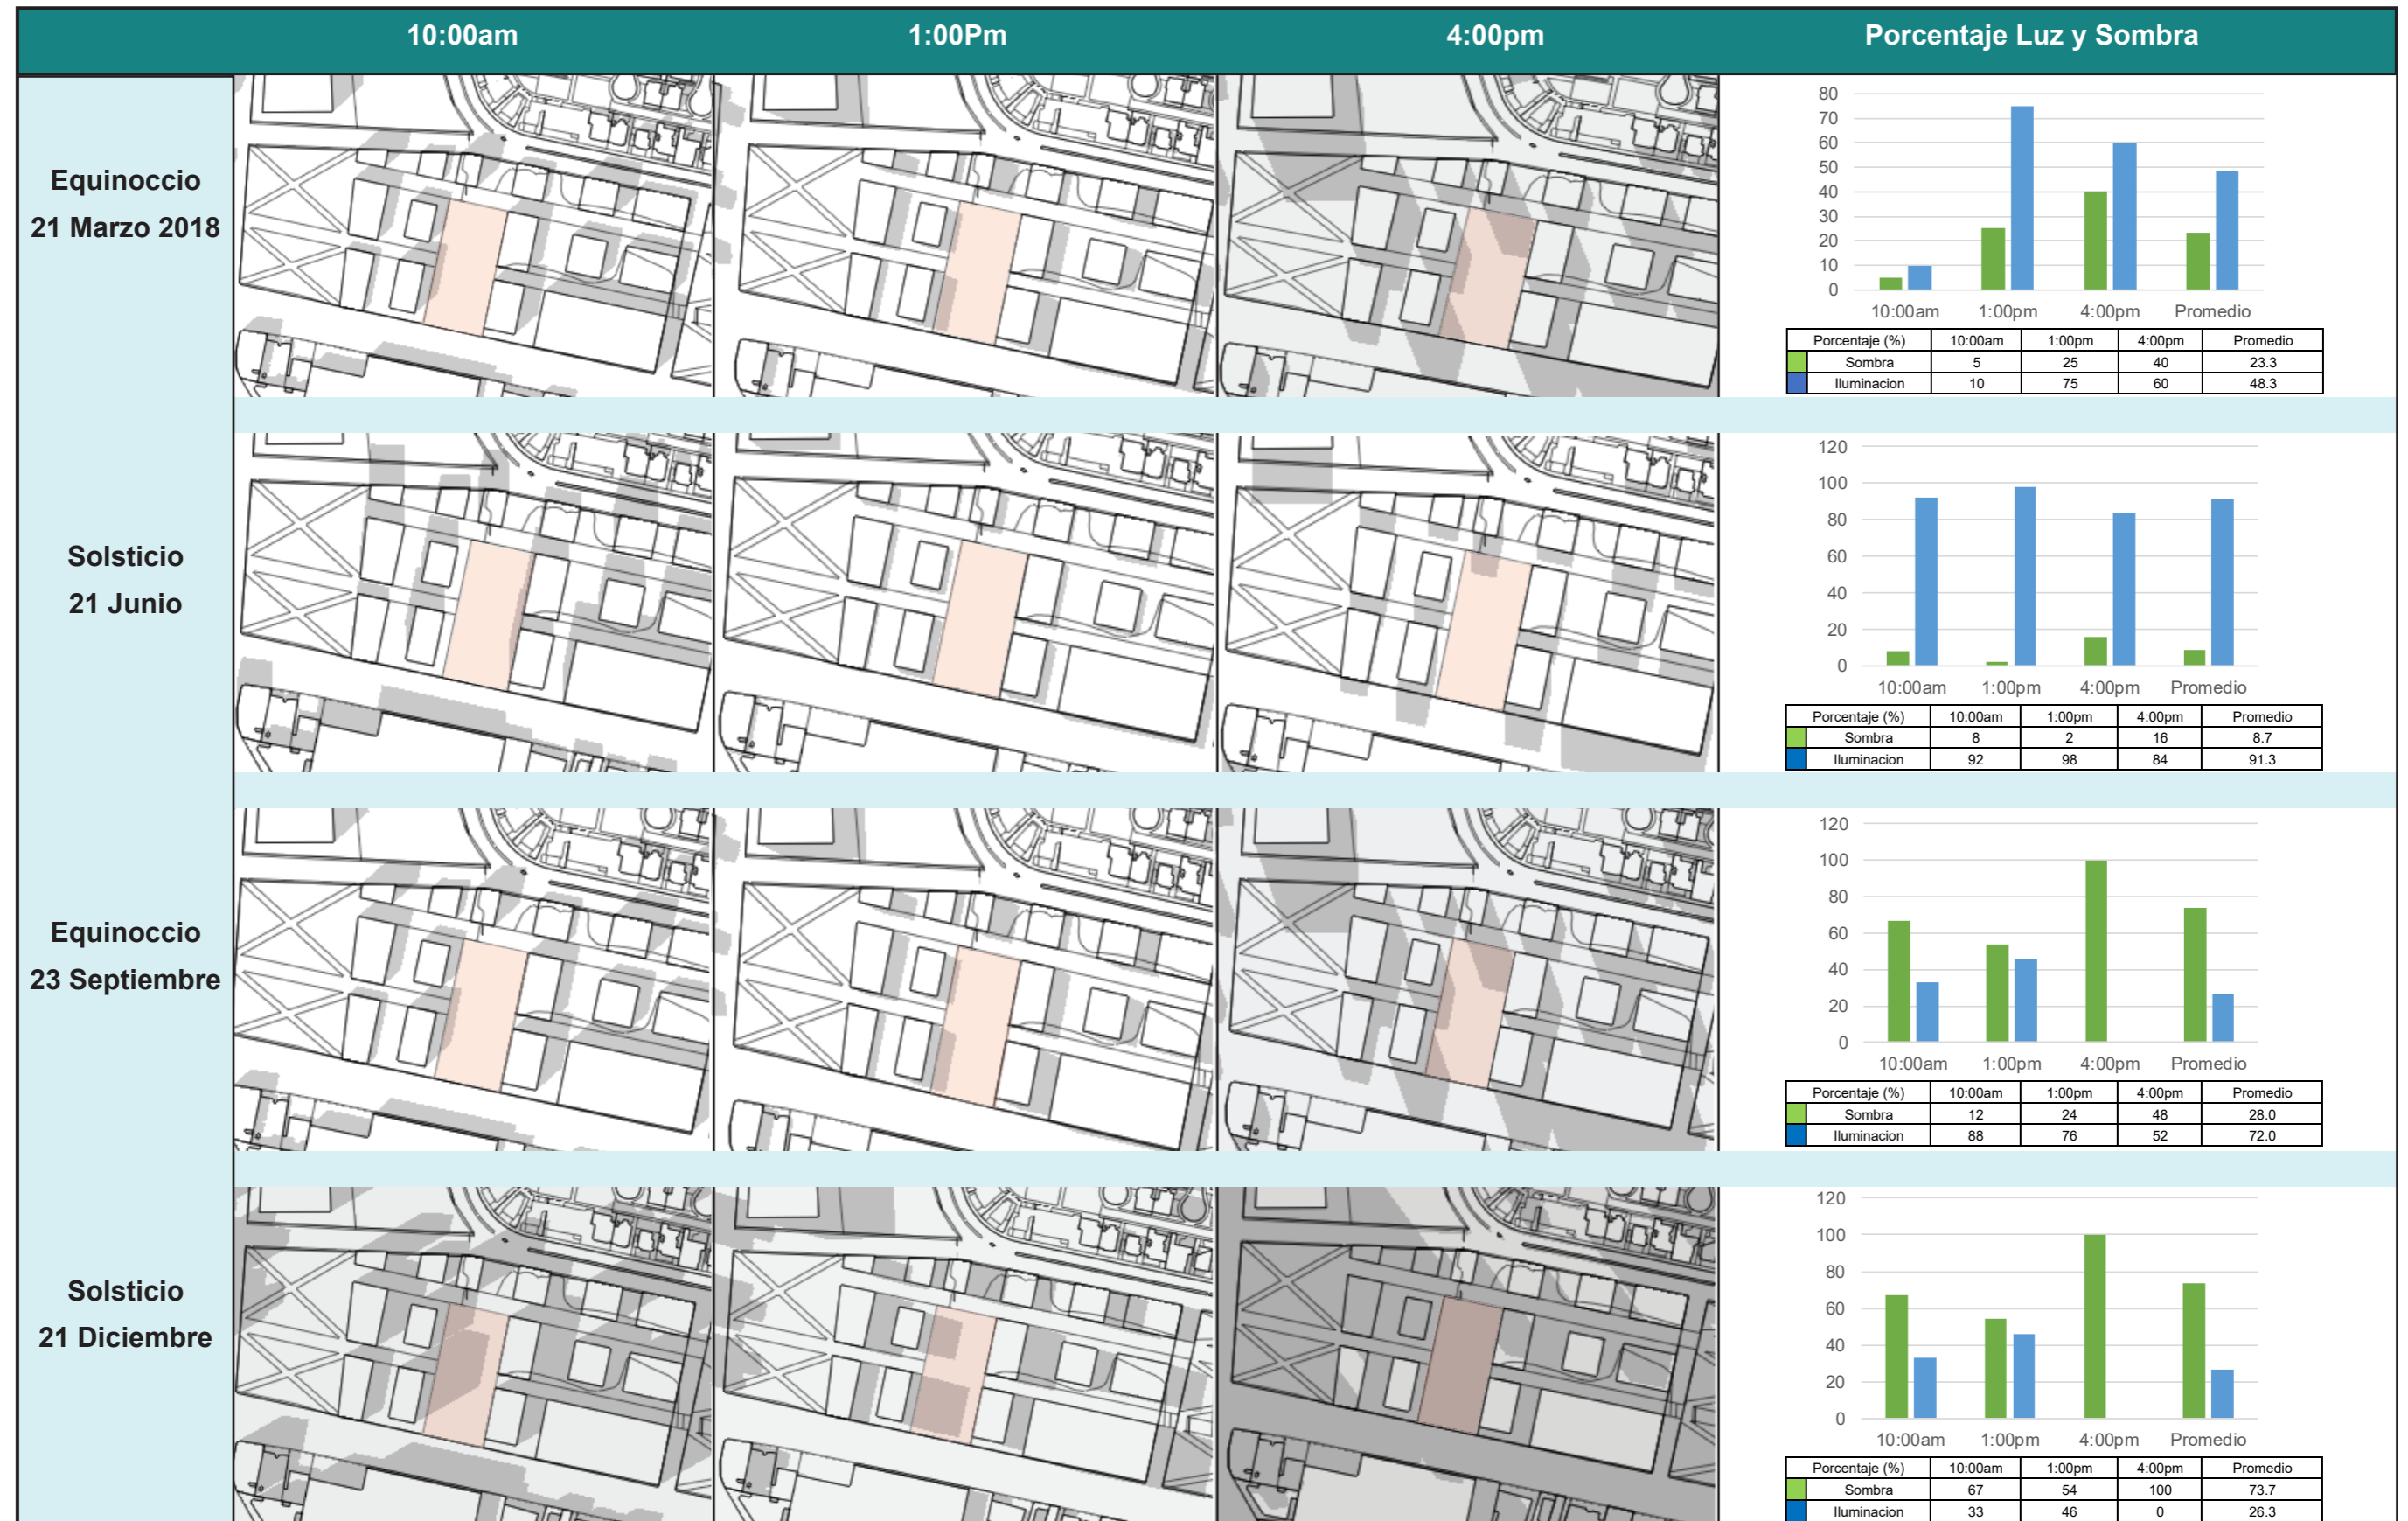 10:00am 1:00Pm 4:00pm Porcentaje Luz y Sombra
Equinoccio
21 Marzo 2018
80
70
60
50
40
30
20
10
0
10:00am 1:00pm 4:00pm Promedio
Porcentaje (%) 10:00am 1:00pm 4:00pm Promedio
Sombra 5 25 40 23.3
Iluminacion 10 75 60 48.3
Solsticio
21 Junio
120
100
80
60
40
20
0
10:00am 1:00pm 4:00pm Promedio
Porcentaje (%) 10:00am 1:00pm 4:00pm Promedio
Sombra 8 2 16 8.7
Iluminacion 92 98 84 91.3
Equinoccio
23 Septiembre
120
100
80
60
40
20
0
10:00am 1:00pm 4:00pm Promedio
Porcentaje (%) 10:00am 1:00pm 4:00pm Promedio
Sombra 12 24 48 28.0
Iluminacion 88 76 52 72.0
Solsticio
21 Diciembre
120
100
80
60
40
20
0
10:00am 1:00pm 4:00pm Promedio
Porcentaje (%) 10:00am 1:00pm 4:00pm Promedio
Sombra 67 54 100 73.7
Iluminacion 33 46 0 26.3